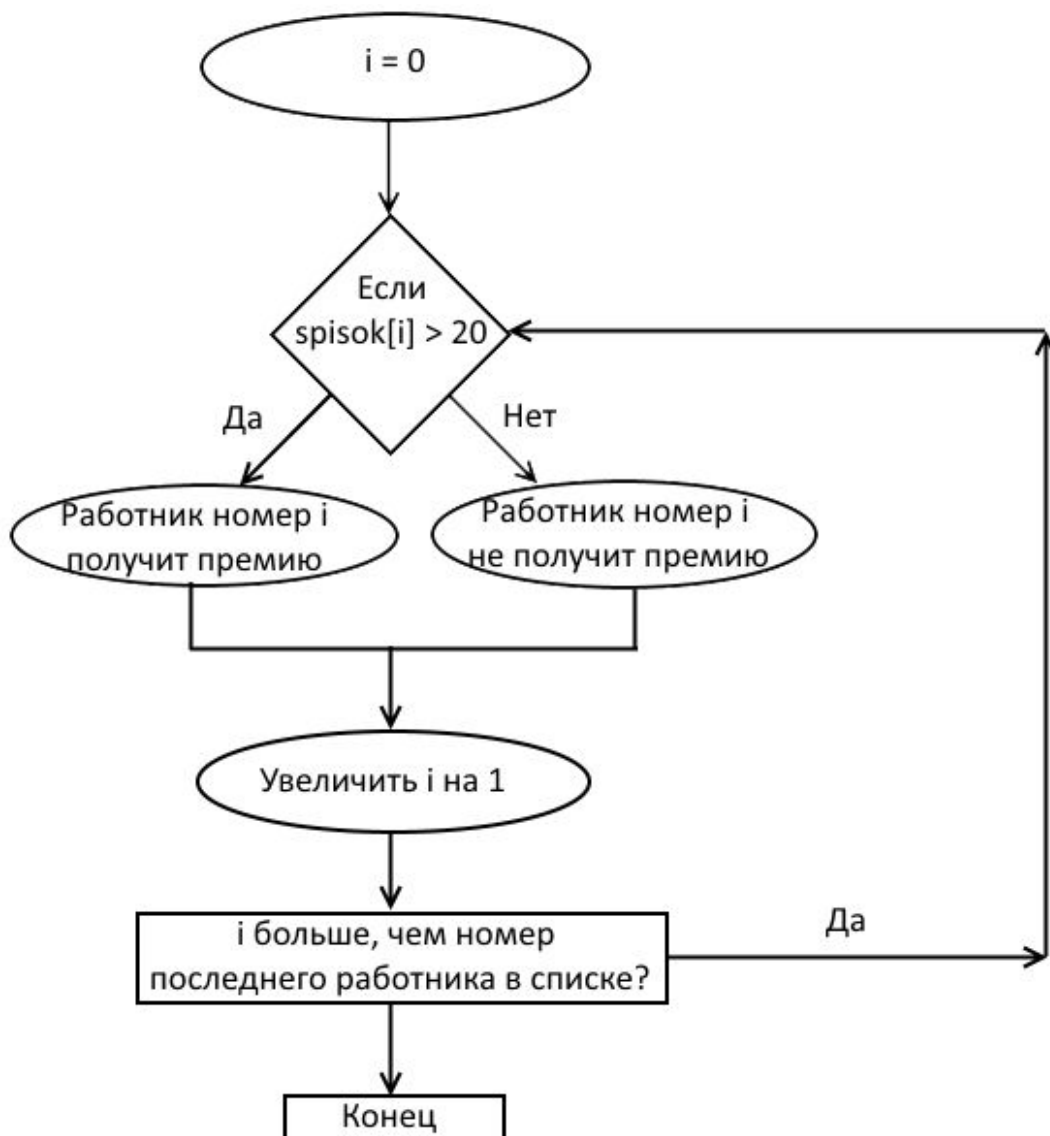 i = 0
Если
spisok[i] > 20
Да
Нет
Работник номер i
получит премию
Работник номер i
не получит премию
Увеличить i на 1
i больше, чем номер
последнего работника в списке?
Да
Конец